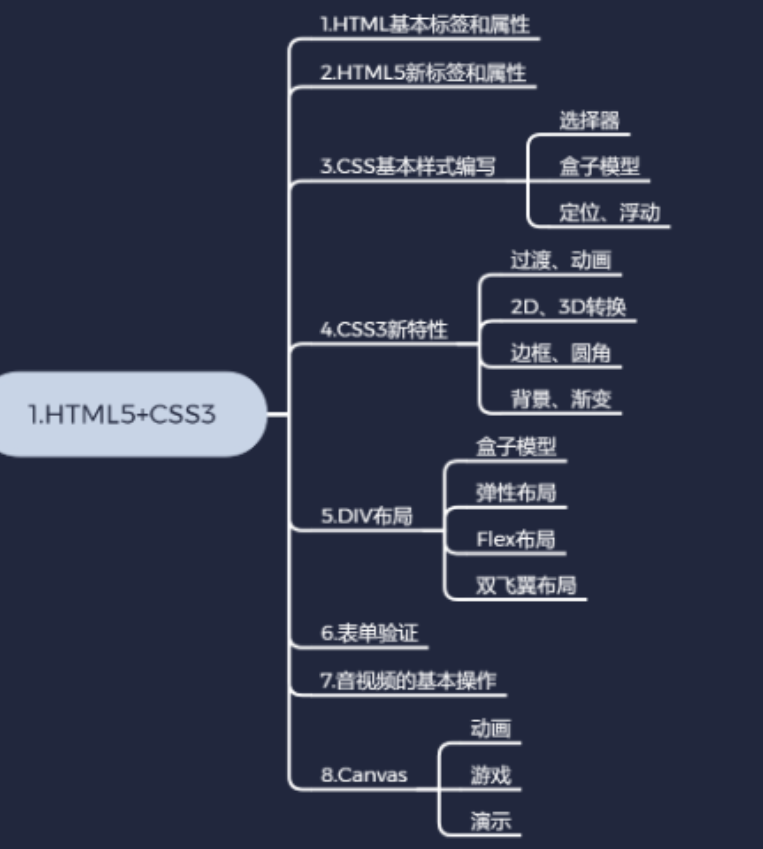 1.HTML5+CSS3
1.HTML基本标签和属性
2.HTML5新标签和属性
3.CSS基本样式编写
选择器
盒子模型
定位、浮动
4.CSS3新特性
过渡、动画
2D、3D转换
边框、圆角
背景、渐变
5.DIV布局
盒子模型
弹性布局
Flex布局
双飞翼布局
6.表单验证
7.音视频的基本操作
8.Canvas
动画
游戏
演示